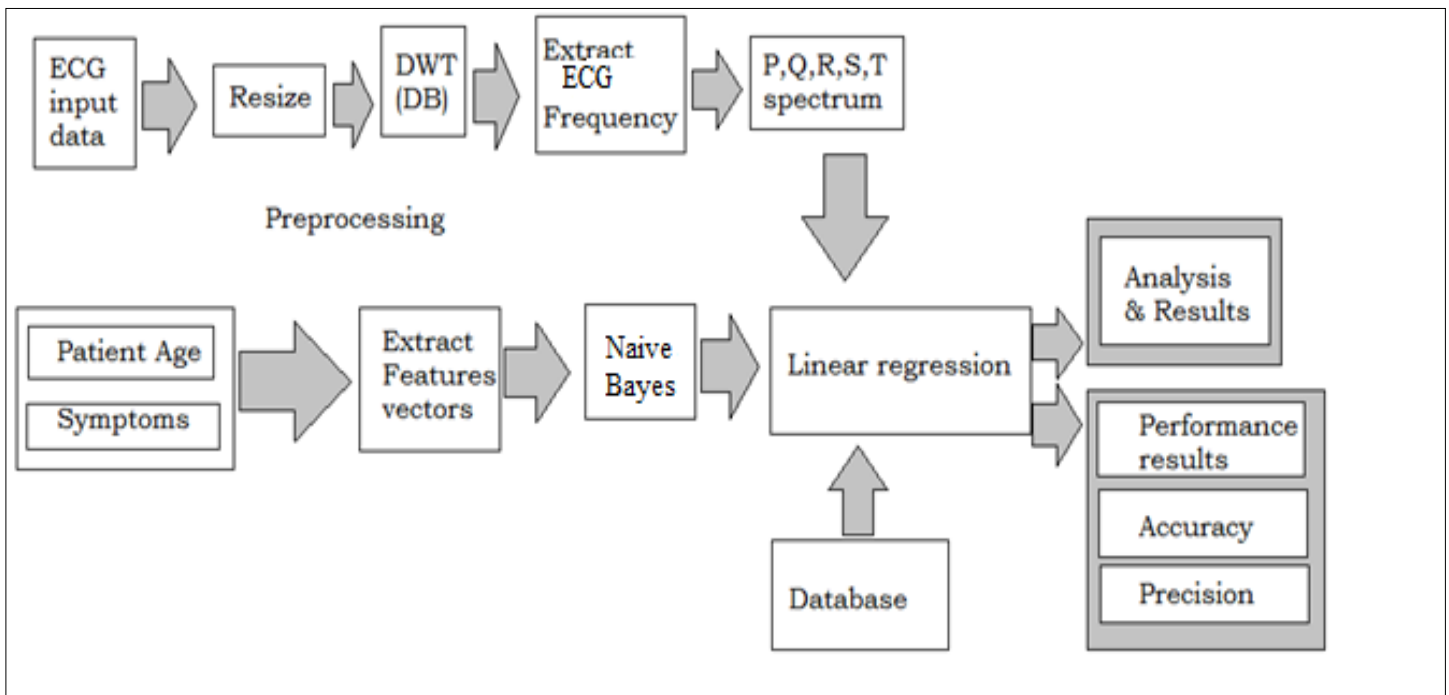 ECG
input
data
Resize
DWT
(DB)
Extract
ECG
Frequency
P,Q,R,S,T
spectrum
Preprocessing
Patient Age
Symptoms
Extract
Features
vectors
Naive
Bayes
Linear regression
Database
Analysis
& Results
Performance
results
Accuracy
Precision